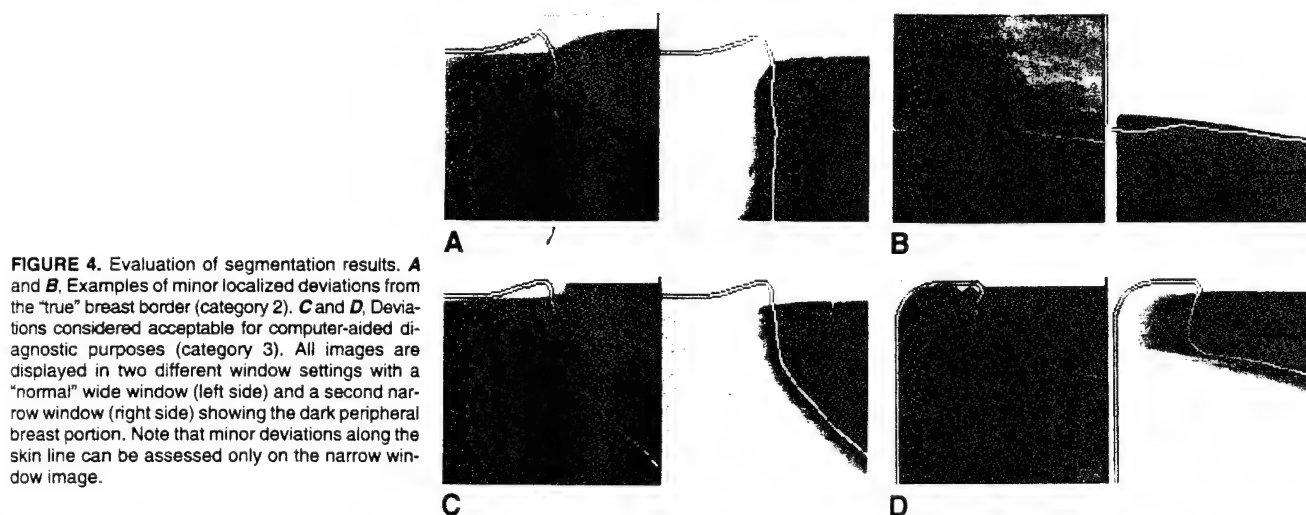 FIGURE 4. Evaluation of segmentation results. A
and B, Examples of minor localized deviations from
the "true" breast border (category 2). C and D, Devia-
tions considered acceptable for computer-aided di-
agnostic purposes (category 3). All images are
displayed in two different window settings with a
"normal" wide window (left side) and a second nar-
row window (right side) showing the dark peripheral
breast portion. Note that minor deviations along the
skin line can be assessed only on the narrow win-
dow image.
A
B
C
D